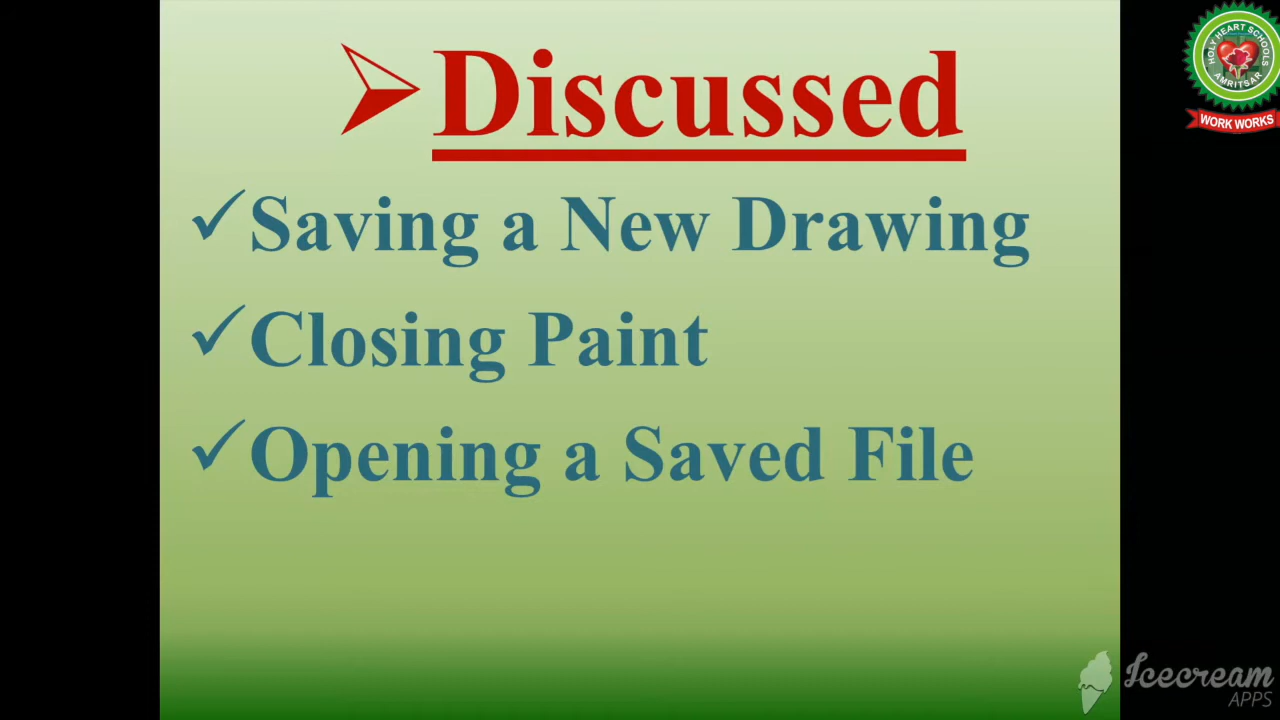 Discussed
Saving a New Drawing
Closing Paint
Opening a Saved File
HOLY HEART SCHOOLS
AMRITSAR
WORK WORKS
Icecream
APPS